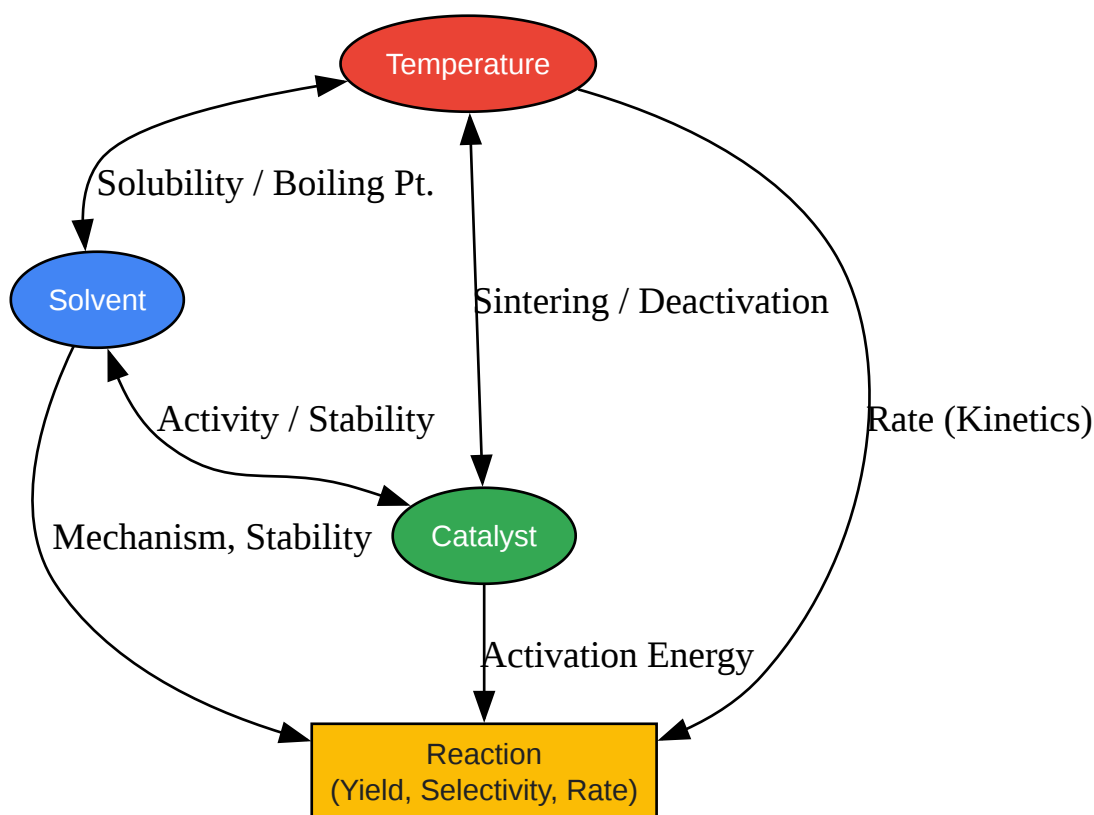 Temperature
Solubility / Boiling Pt.
Solvent
Sintering / Deactivation
Activity / Stability
Rate (Kinetics)
Mechanism, Stability
Catalyst
Activation Energy
Reaction
(Yield, Selectivity, Rate)